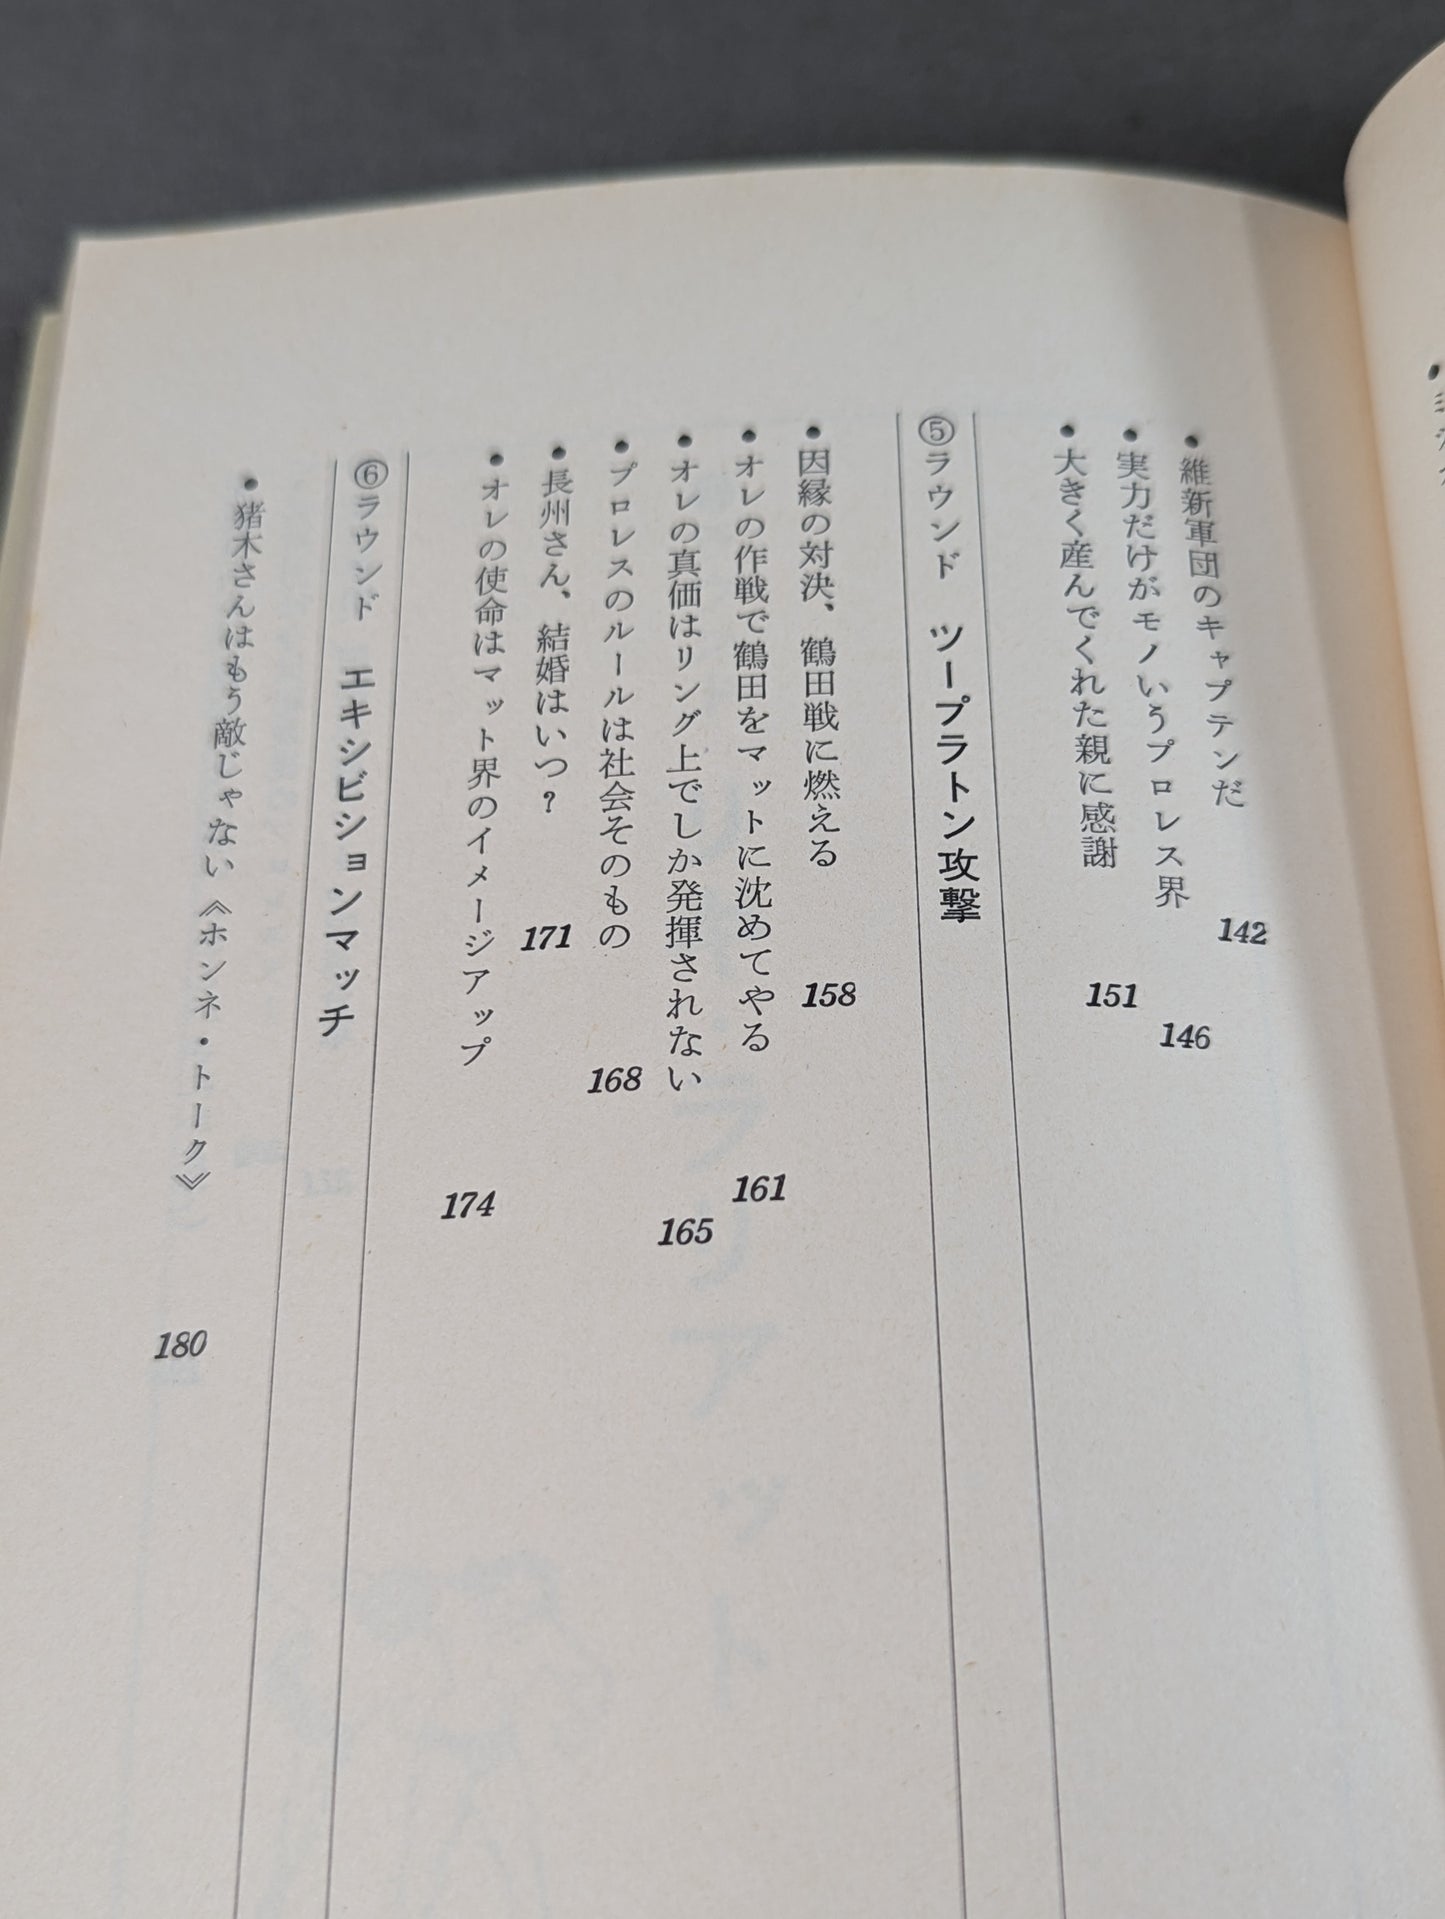 ●維新軍団のキャプテンだ 142
●実力だけがモノいうプロレス界 146
●大きく産んでくれた親に感謝 151
⑤ラウンド ツープラトン攻撃
●因縁の対決、鶴田戦に燃える 158
●オレの作戦で鶴田をマットに沈めてやる 161
●オレの真価はリング上でしか発揮されない 165
●プロレスのルールは社会そのもの 168
●長州さん、結婚はいつ? 171
●オレの使命はマット界のイメージアップ 174
⑥ラウンド エキシビションマッチ
●猪木さんはもう敵じゃない《ホンネ・トーク》 180